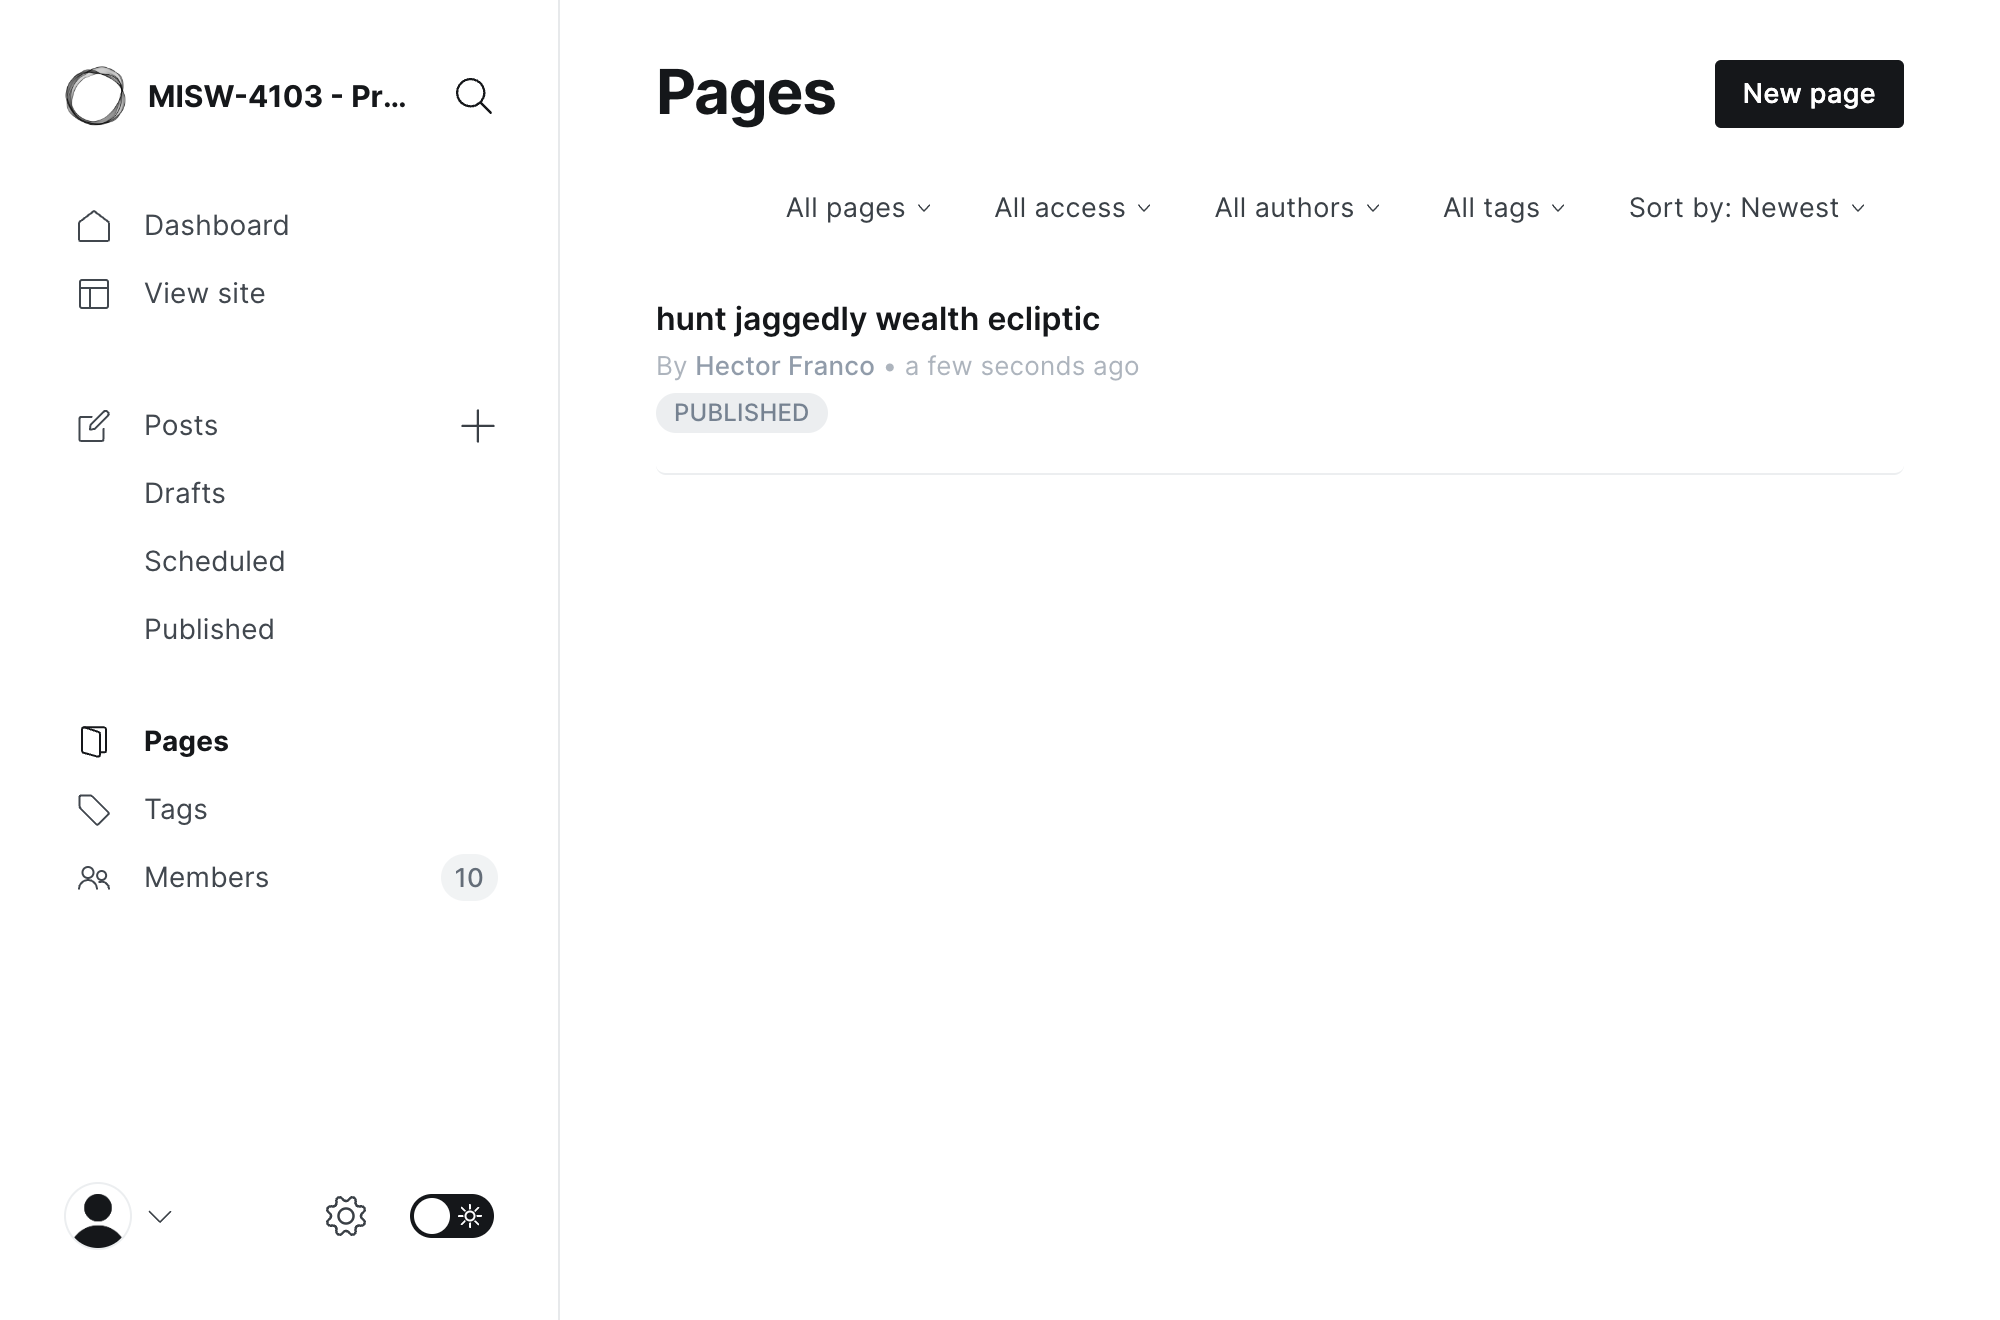 MISW-4103 - Pr...
Dashboard
View site
Posts
Drafts
Scheduled
Published
Pages
Tags
Members 10
Pages
New page
All pages All access All authors All tags Sort by: Newest
hunt jaggedly wealth ecliptic
By Hector Franco • a few seconds ago
PUBLISHED